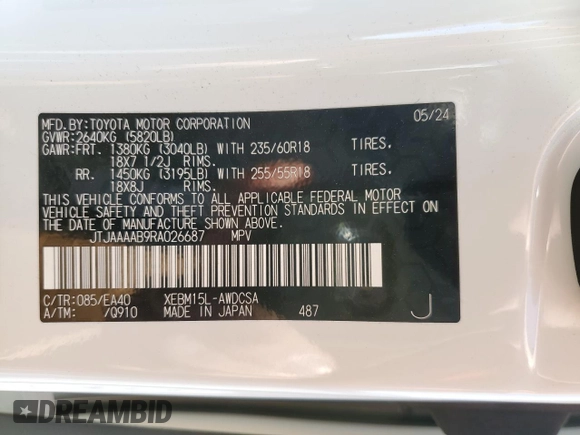 MFD.BY:TOYOTA MOTOR CORPORATION 05/24
GVWR:2640KG (5820LB)
GAWR:FRT. 1380KG (3040LB) WITH 235/60R18 TIRES.
18X7 1/2J RIMS.
RR. 1450KG (3195LB) WITH 255/55R18 TIRES.
18X8J RIMS.
THIS VEHICLE CONFORMS TO ALL APPLICABLE FEDERAL MOTOR
VEHICLE SAFETY AND THEFT PREVENTION STANDARDS IN EFFECT ON
THE DATE OF MANUFACTURE SHOWN ABOVE.
JTJAAAAB9RA026687 MPV
C/TR:085/EA40 XEBM15L-AWDCSA
A/TM: /Q910 MADE IN JAPAN 487 J
DREAMBID